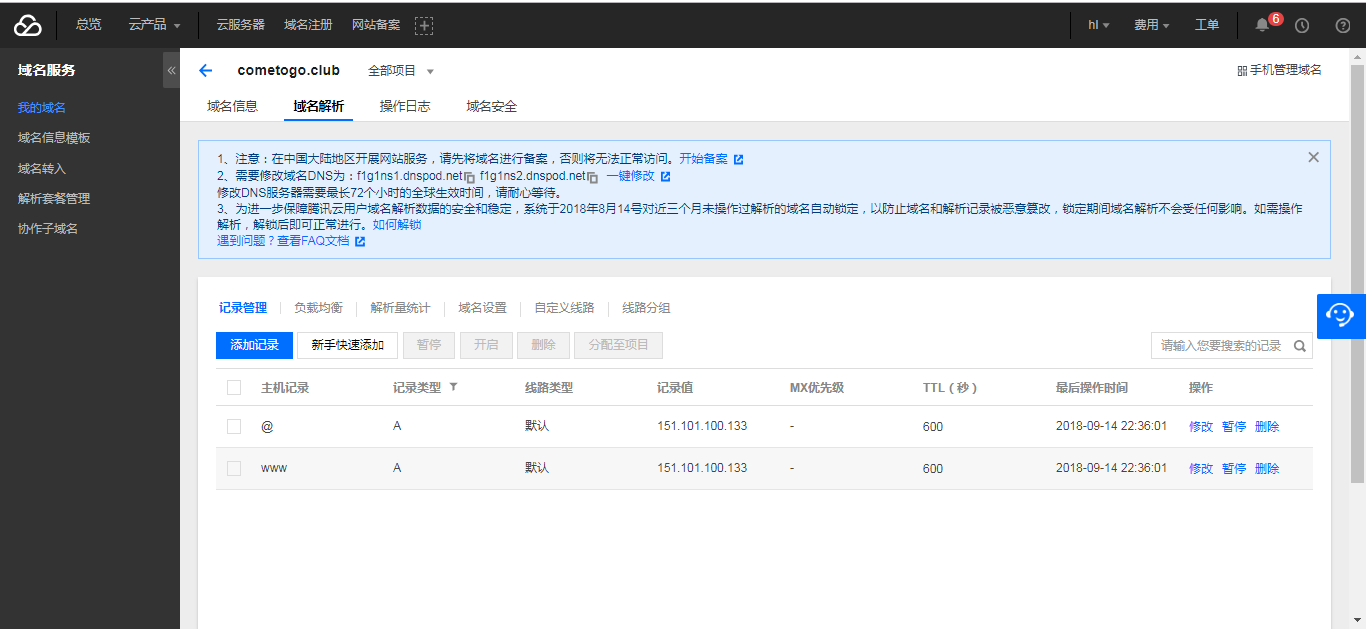 总览 云产品 云服务器 域名注册 网站备案 hl 费用 工单 6
域名服务
我的域名
域名信息模板
域名转入
解析套餐管理
协作子域名
cometogo.club 全部项目 手机管理域名
域名信息 域名解析 操作日志 域名安全
1、注意：在中国大陆地区开展网站服务，请先将域名进行备案，否则将无法正常访问。开始备案
2、需要修改域名DNS为：f1g1ns1.dnspod.net f1g1ns2.dnspod.net 一键修改
修改DNS服务器需要最长72个小时的全球生效时间，请耐心等待。
3、为进一步保障腾讯云用户域名解析数据的安全和稳定，系统于2018年8月14号对近三个月未操作过解析的域名自动锁定，以防止域名和解析记录被恶意篡改，锁定期间域名解析不会受任何影响。如需操作
解析，解锁后即可正常进行。如何解锁
遇到问题？查看FAQ文档
记录管理 负载均衡 解析量统计 域名设置 自定义线路 线路分组
添加记录 新手快速添加 暂停 开启 删除 分配至项目 请输入您要搜索的记录
主机记录 记录类型 线路类型 记录值 MX优先级 TTL（秒） 最后操作时间 操作
@ A 默认 151.101.100.133 - 600 2018-09-14 22:36:01 修改 暂停 删除
www A 默认 151.101.100.133 - 600 2018-09-14 22:36:01 修改 暂停 删除